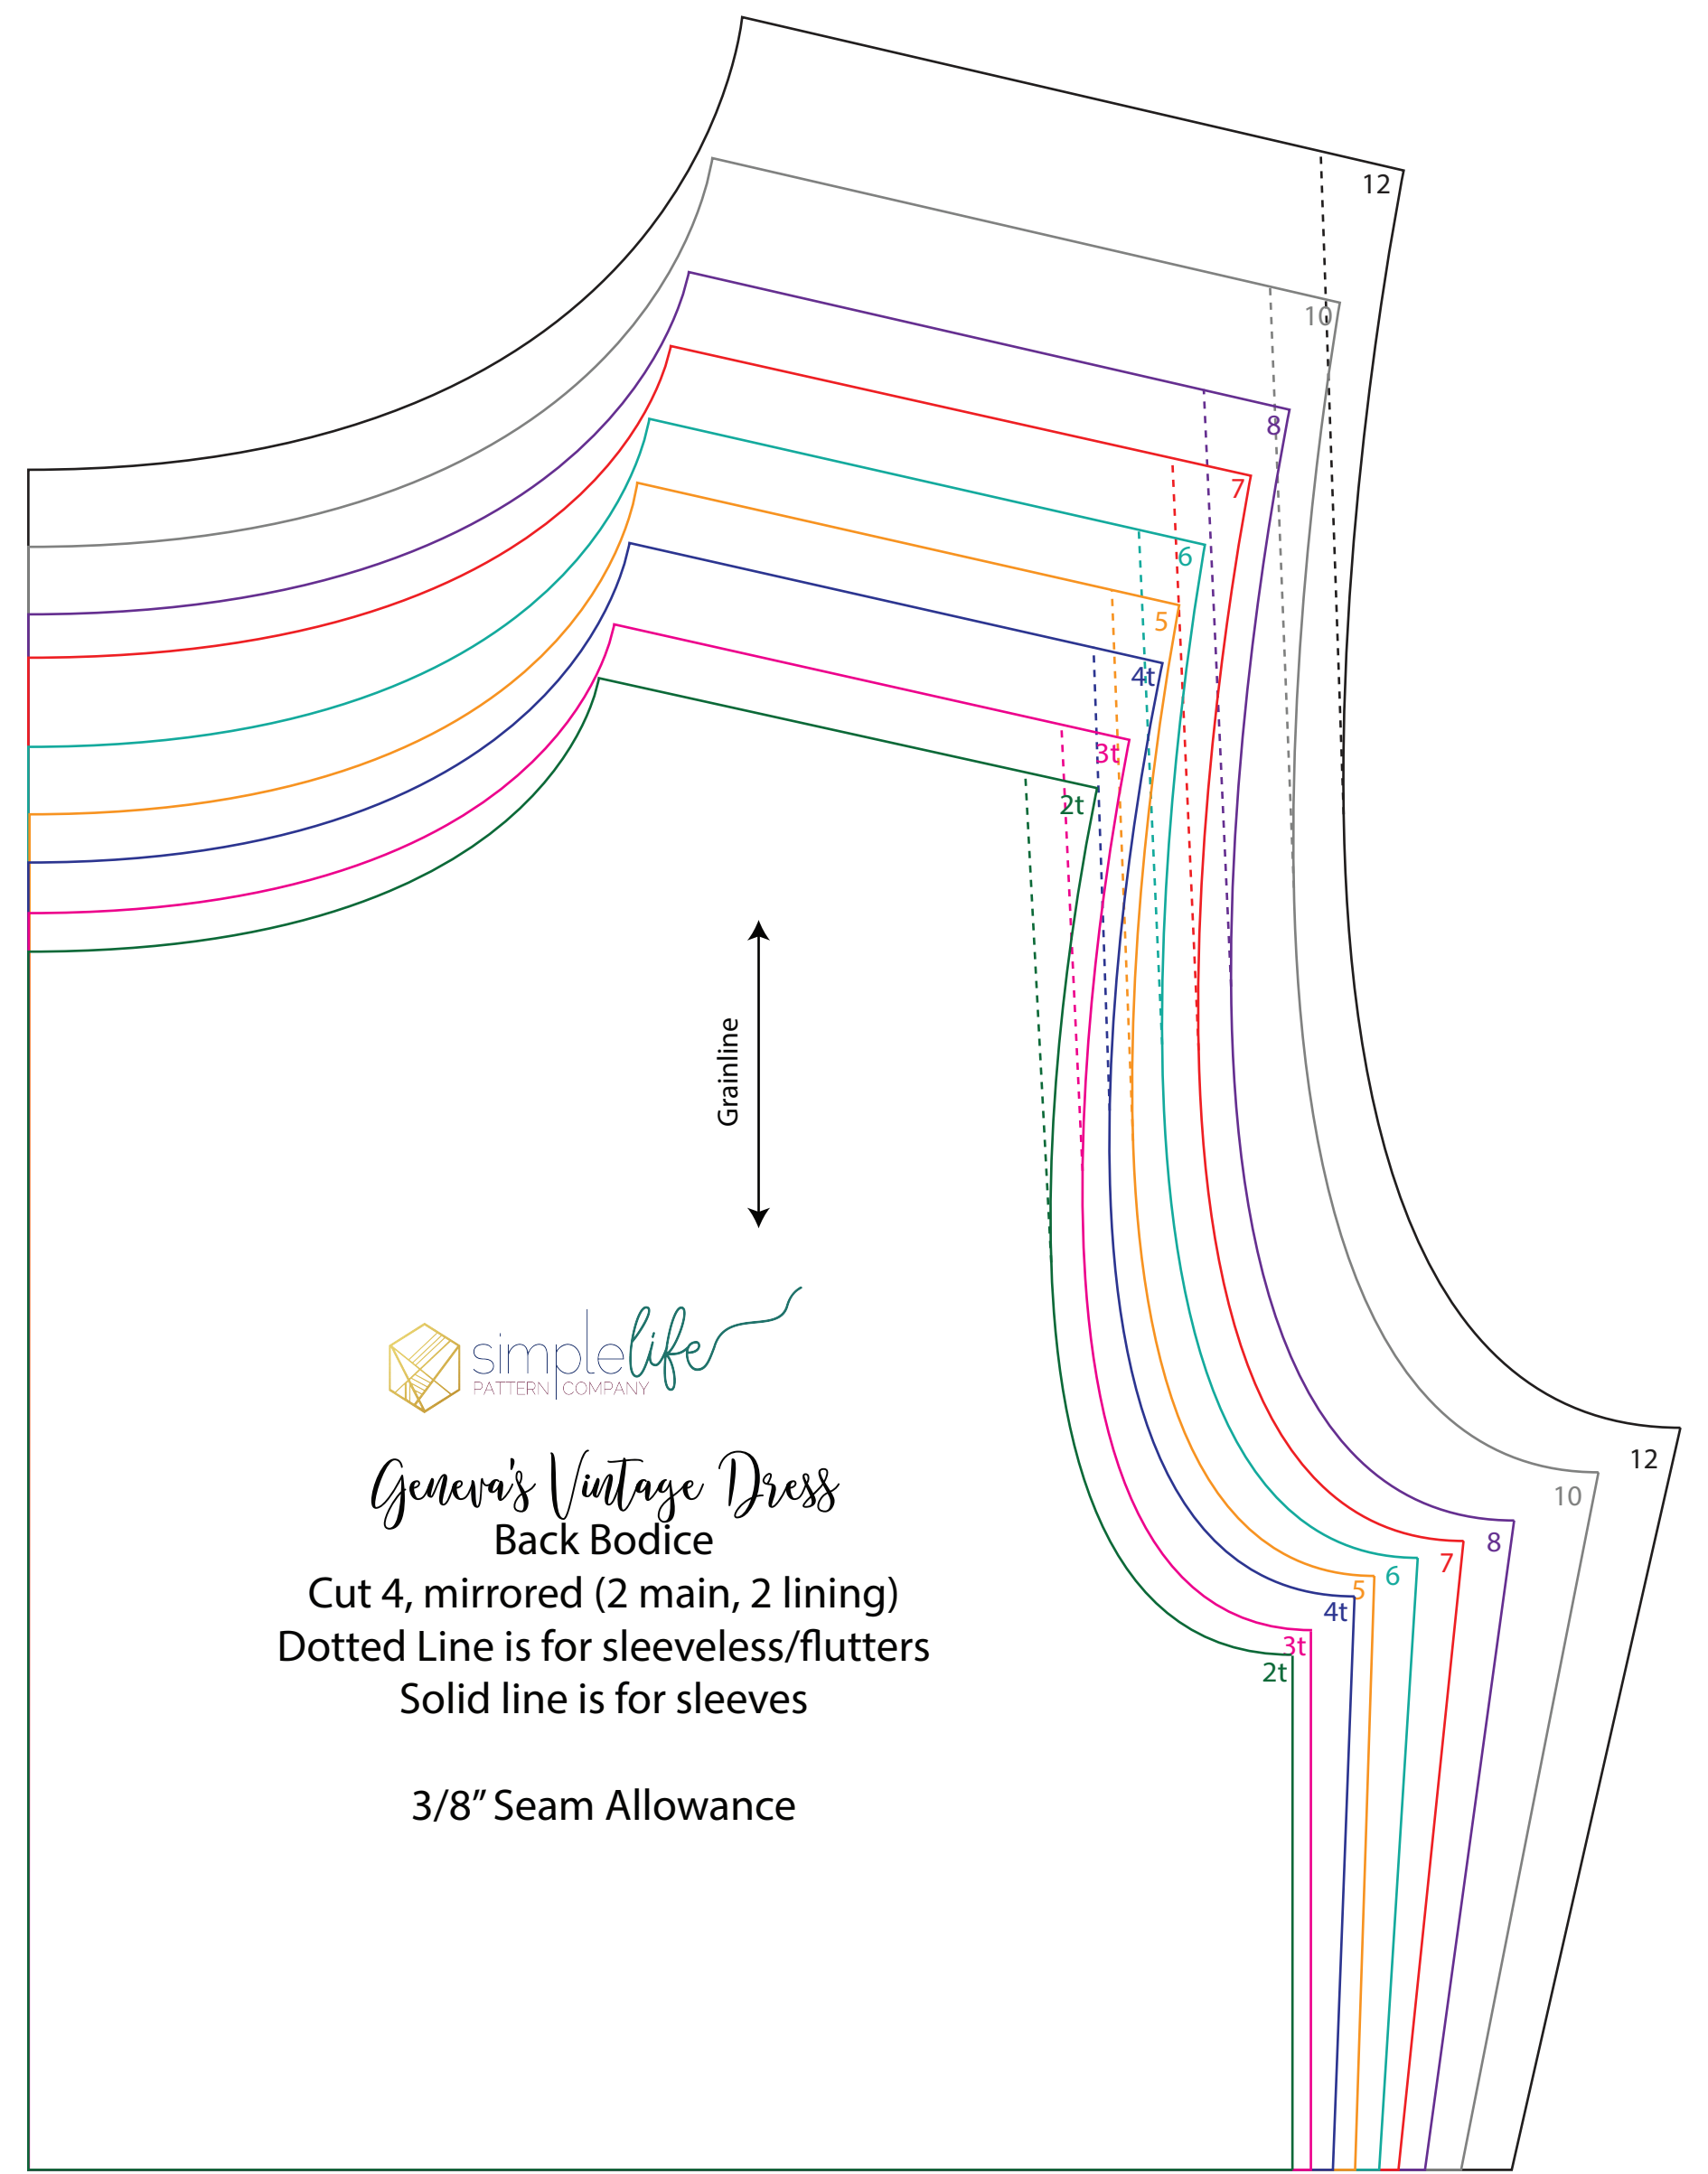 12
10
8
7
6
5
4t
3t
2t
Grainline
simplelife
PATTERN COMPANY
Geneva's Vintage Dress
Back Bodice
Cut 4, mirrored (2 main, 2 lining)
Dotted Line is for sleeveless/flutters
Solid line is for sleeves
3/8” Seam Allowance
12
10
8
7
6
5
4t
3t
2t